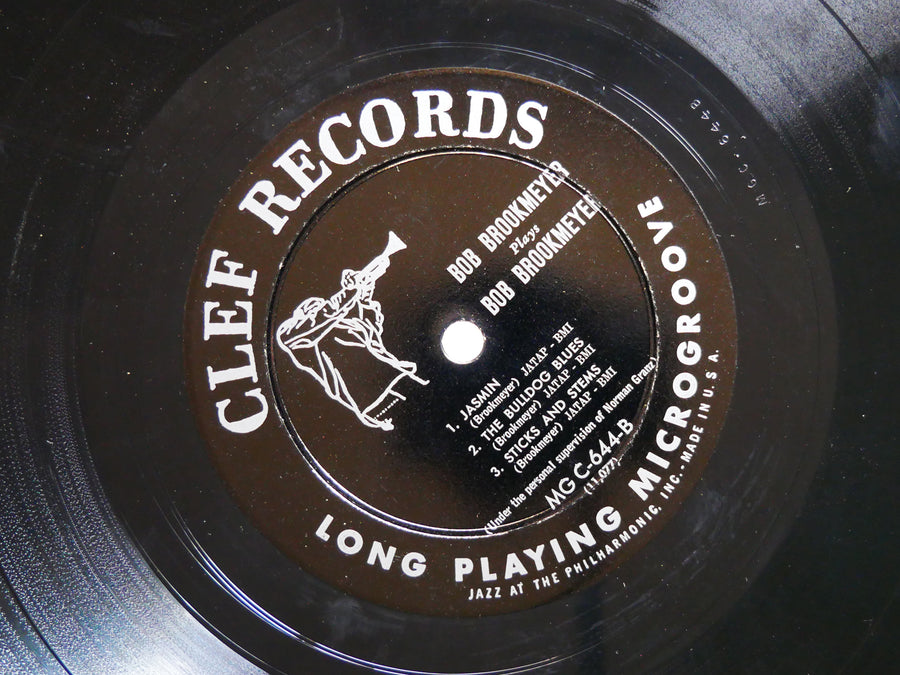 CLEF RECORDS
BOB BROOKMEYER
Plays
BOB BROOKMEYER
1. JASMIN
(Brookmeyer) JATAP - BMI
2. THE BULLDOG BLUES
(Brookmeyer) JATAP - BMI
3. STICKS AND STEMS
(Brookmeyer) JATAP - BMI
(Under the personal supervision of Norman Granz)
MG C-644-B
(11,077)
LONG PLAYING MICROGROOVE
JAZZ AT THE PHILHARMONIC, INC.-MADE IN U.S.A.